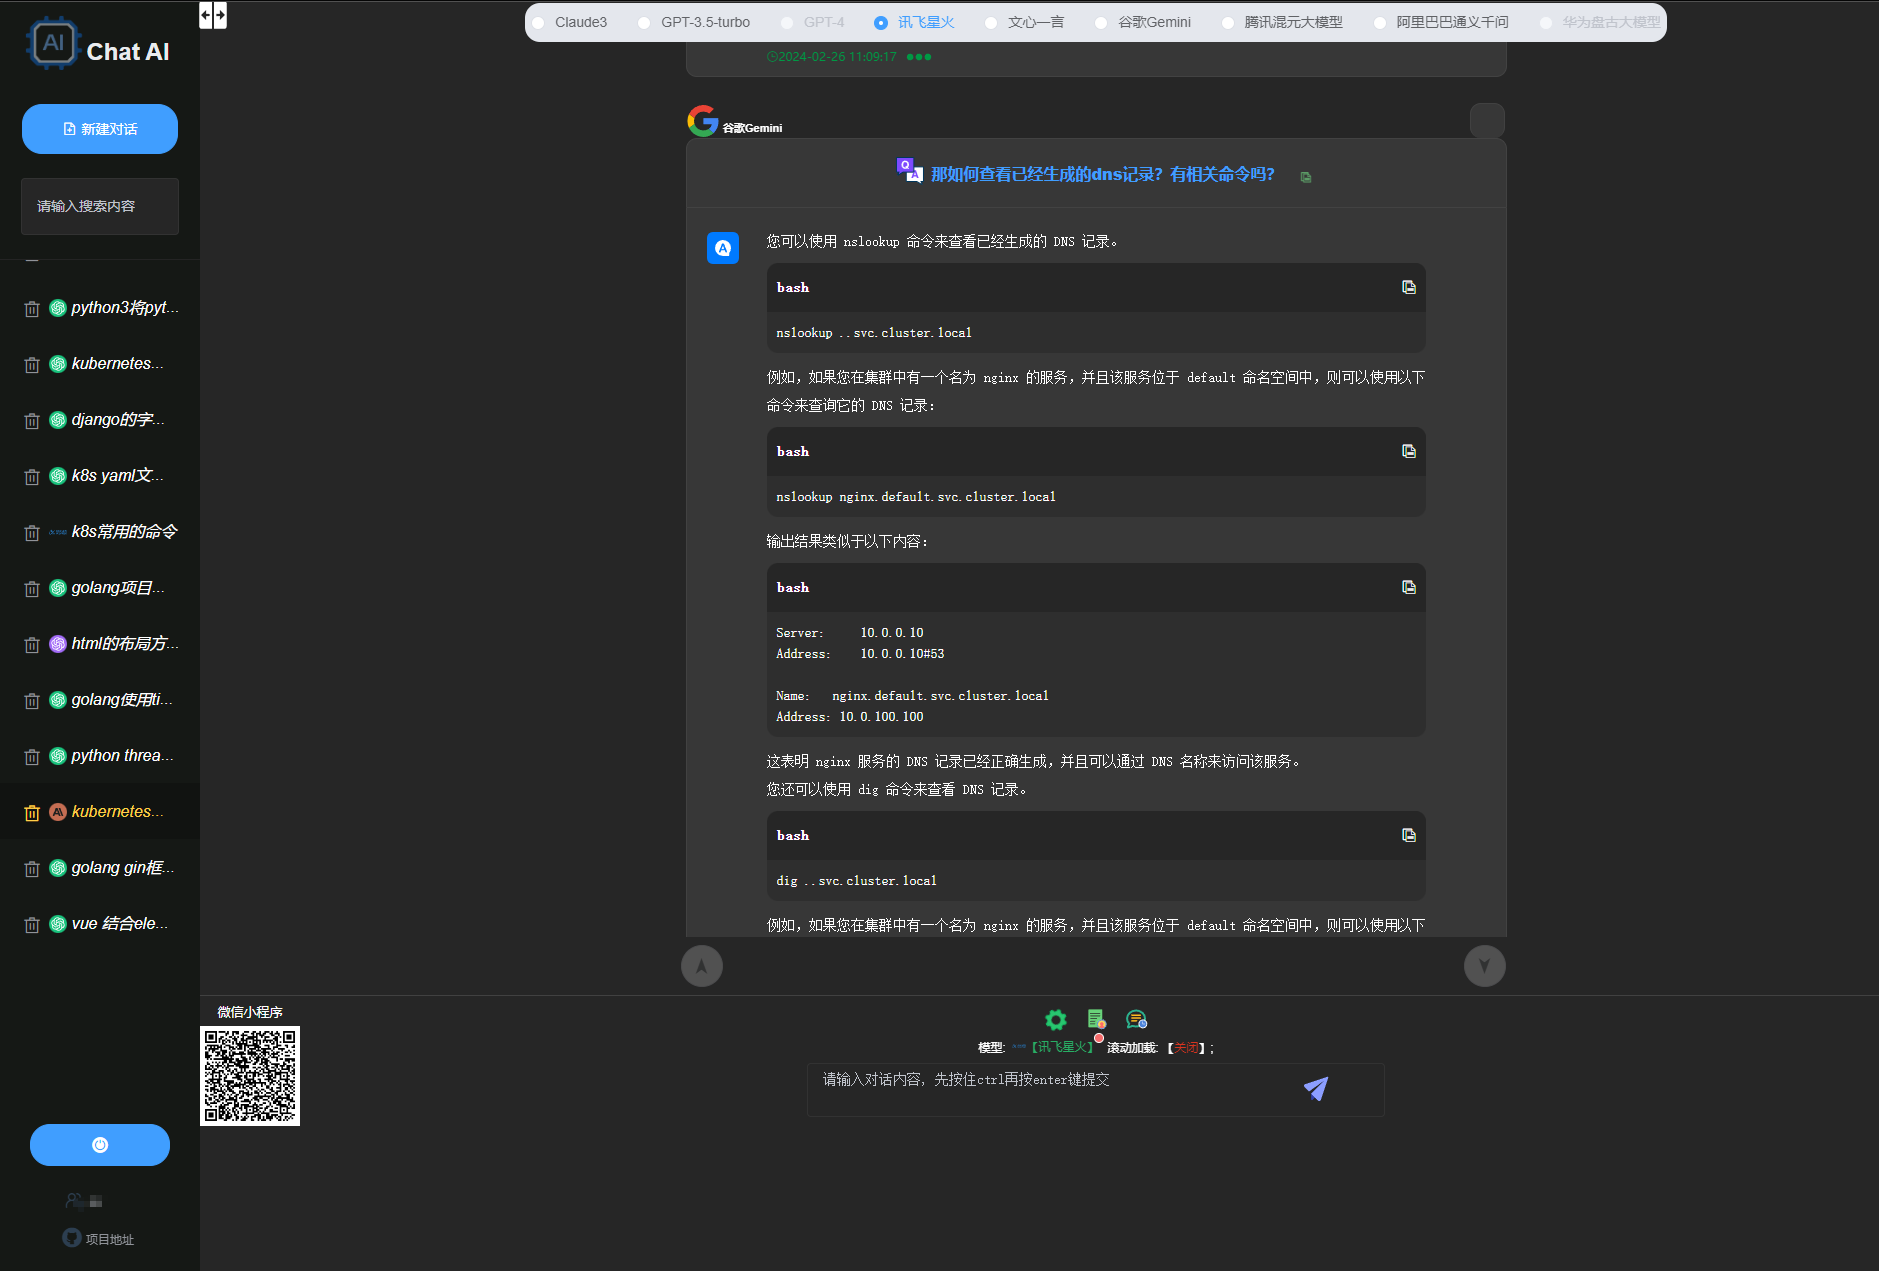 AI Chat AI
新建对话
请输入搜索内容
python3将pyt...
kubernetes...
django的字...
k8s yaml文...
k8s常用的命令
golang项目...
html的布局方...
golang使用ti...
python threa...
kubernetes...
golang gin框...
vue 结合ele...
项目地址
Claude3 GPT-3.5-turbo GPT-4 讯飞星火 文心一言 谷歌Gemini 腾讯混元大模型 阿里巴巴通义千问 华为盘古大模型
2024-02-26 11:09:17
谷歌Gemini
Q A 那如何查看已经生成的dns记录？有相关命令吗？
A
您可以使用 nslookup 命令来查看已经生成的 DNS 记录。
bash
nslookup ..svc.cluster.local
例如，如果您在集群中有一个名为 nginx 的服务，并且该服务位于 default 命名空间中，则可以使用以下
命令来查询它的 DNS 记录：
bash
nslookup nginx.default.svc.cluster.local
输出结果类似于以下内容：
bash
Server: 10.0.0.10
Address: 10.0.0.10#53
Name: nginx.default.svc.cluster.local
Address: 10.0.100.100
这表明 nginx 服务的 DNS 记录已经正确生成，并且可以通过 DNS 名称来访问该服务。
您还可以使用 dig 命令来查看 DNS 记录。
bash
dig ..svc.cluster.local
例如，如果您在集群中有一个名为 nginx 的服务，并且该服务位于 default 命名空间中，则可以使用以下
微信小程序
模型: 【讯飞星火】 滚动加载: 【关闭】;
请输入对话内容, 先按住ctrl再按enter键提交